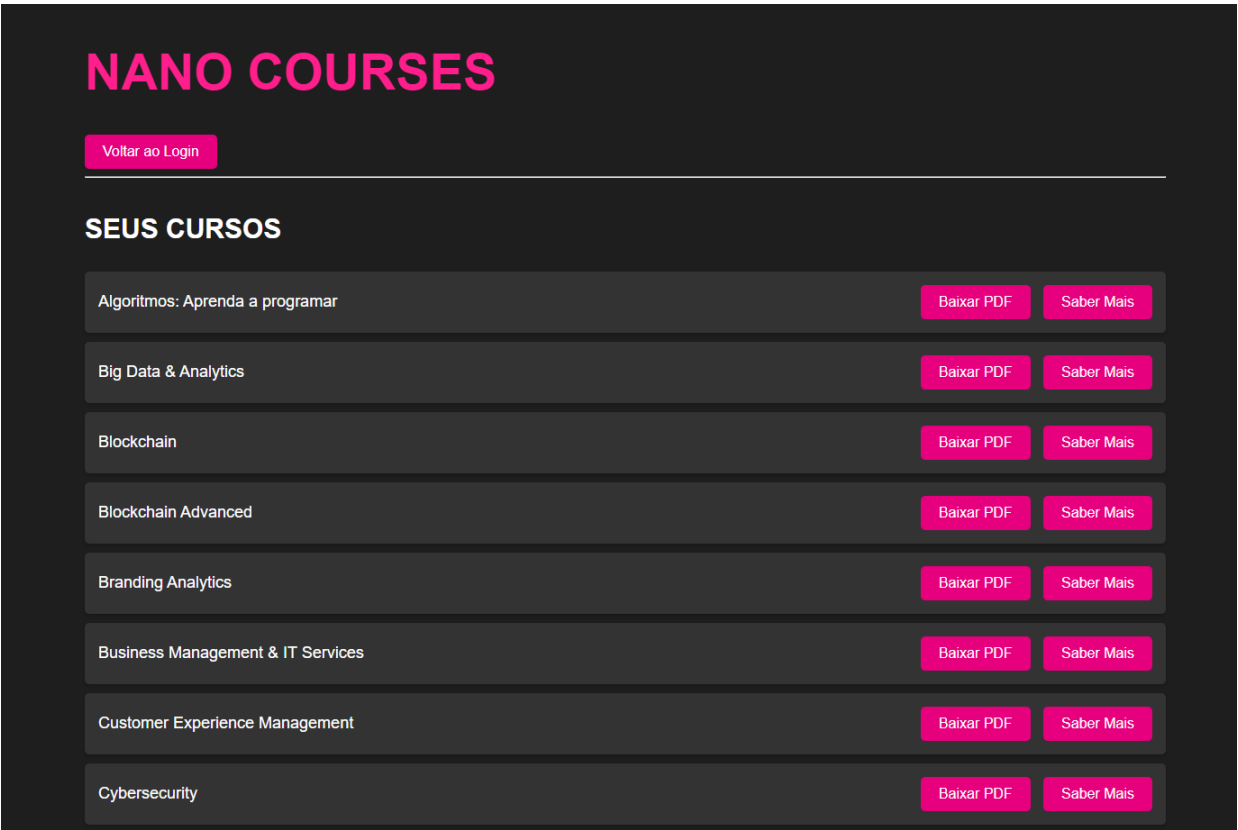 NANO COURSES
Voltar ao Login
SEUS CURSOS
Algoritmos: Aprenda a programar Baixar PDF Saber Mais
Big Data & Analytics Baixar PDF Saber Mais
Blockchain Baixar PDF Saber Mais
Blockchain Advanced Baixar PDF Saber Mais
Branding Analytics Baixar PDF Saber Mais
Business Management & IT Services Baixar PDF Saber Mais
Customer Experience Management Baixar PDF Saber Mais
Cybersecurity Baixar PDF Saber Mais